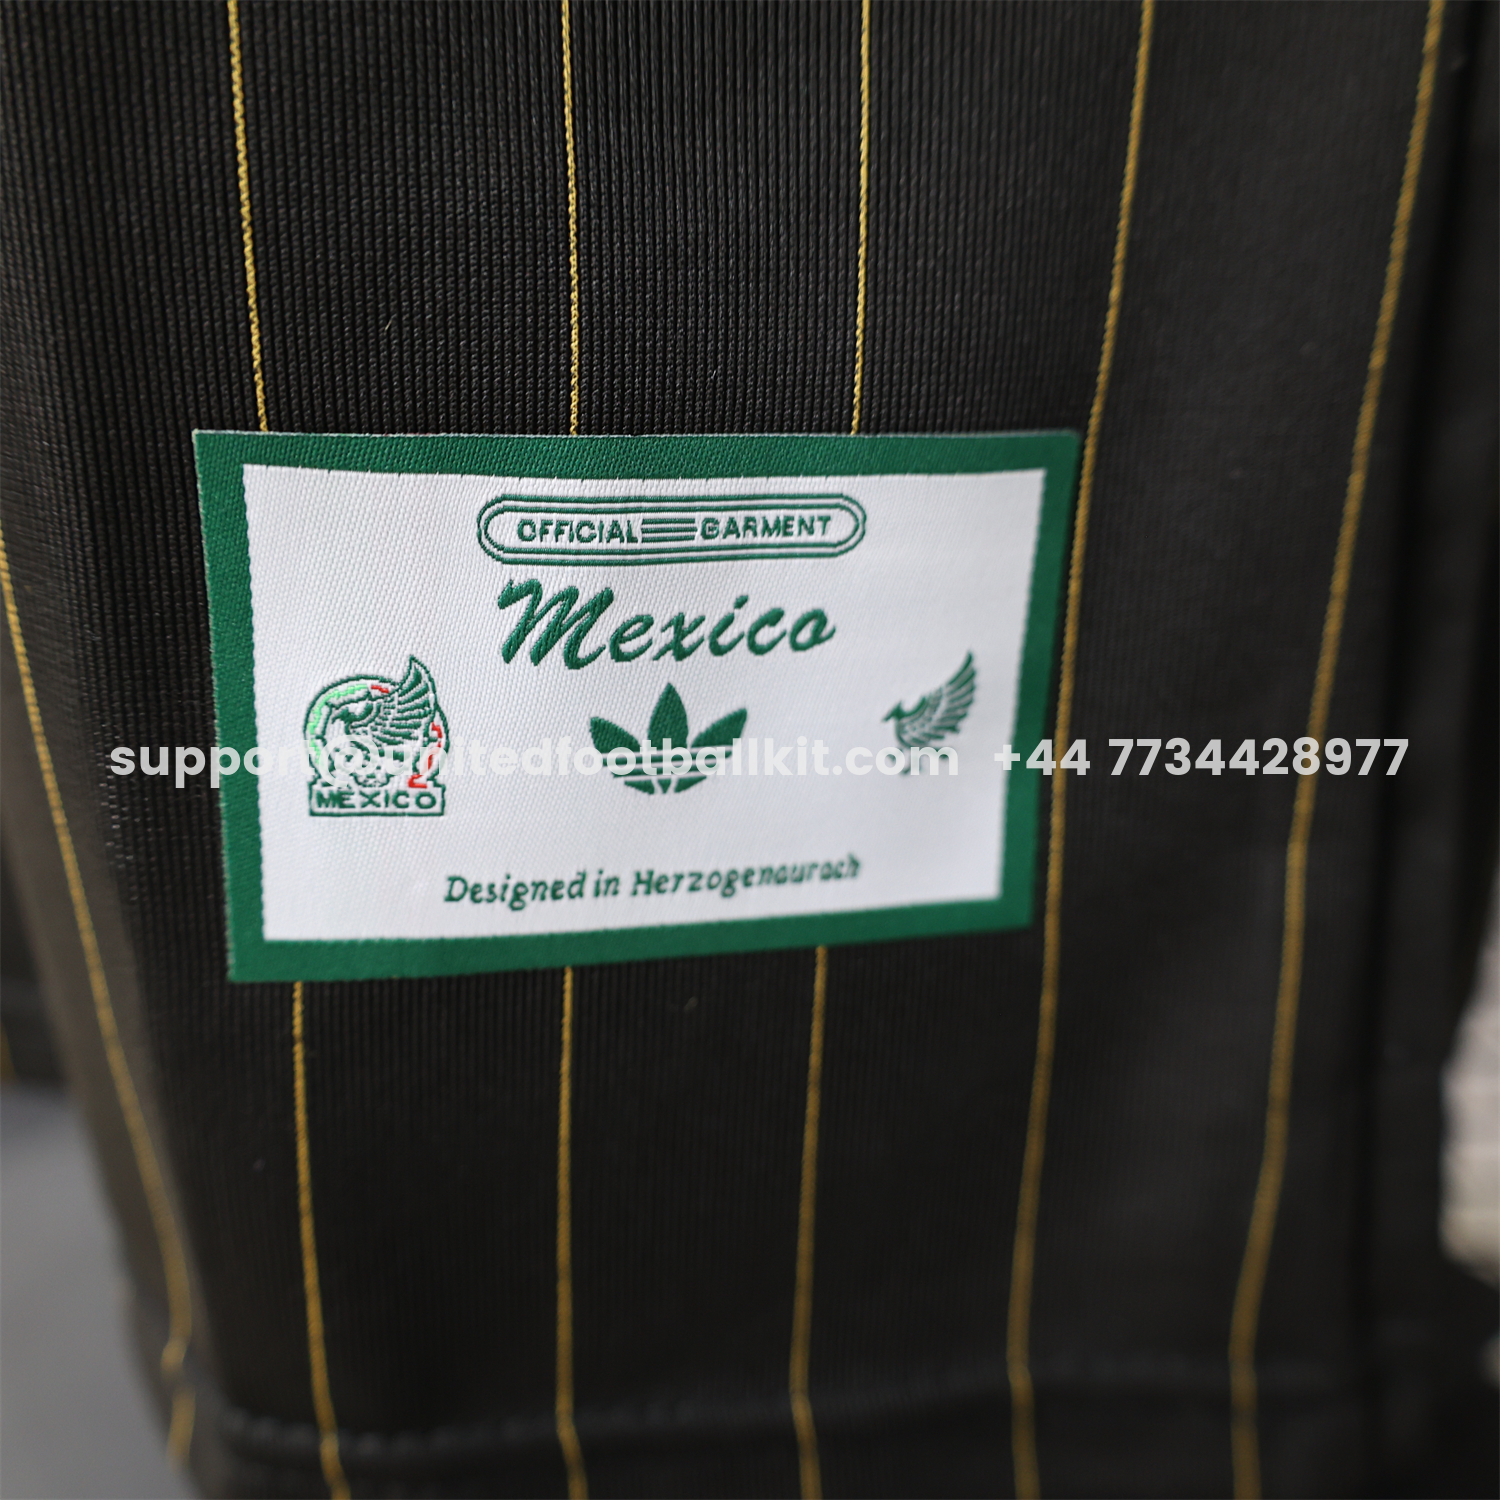 OFFICIAL GARMENT
Mexico
support@unitedfootballkit.com +44 7734428977
MEXICO
Designed in Herzogenaurach